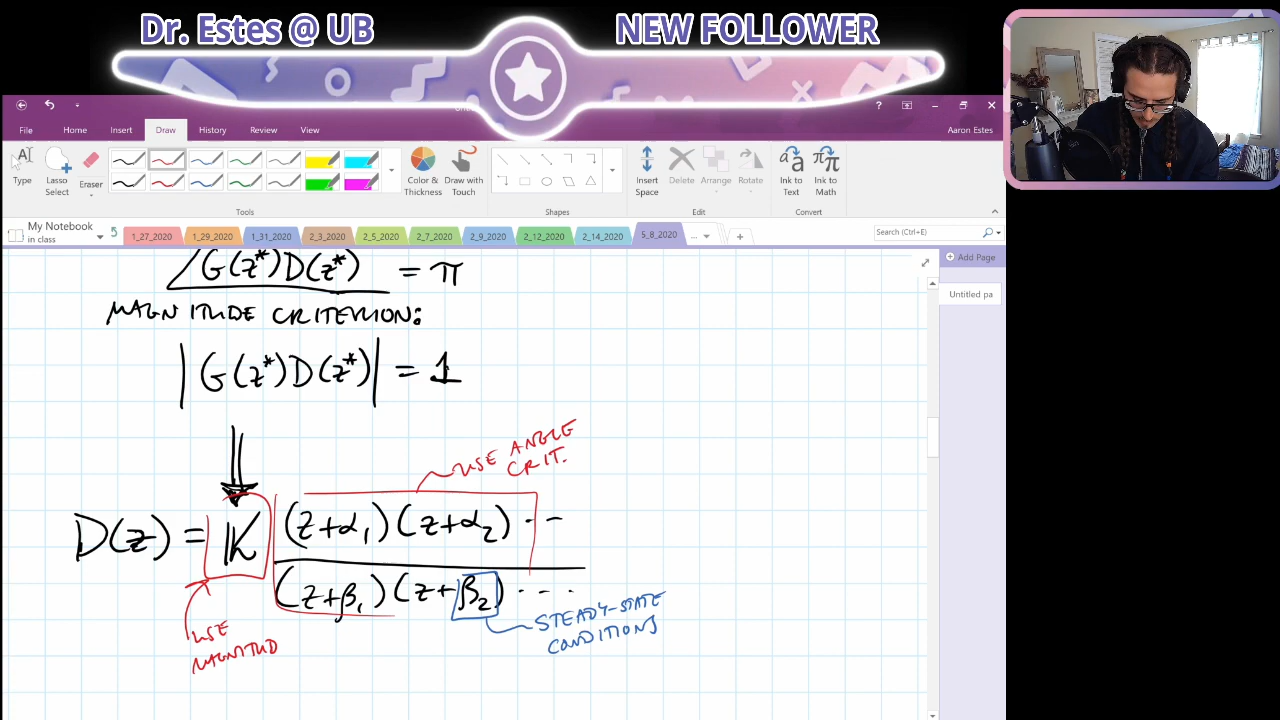 Dr. Estes @ UB
NEW FOLLOWER
File Home Insert Draw History Review View
Aaron Estes
Type
Lasso Select
Eraser
Color & Thickness
Draw with Touch
Insert Space
Delete
Arrange
Rotate
Ink to Text
Ink to Math
Tools
Shapes
Edit
Convert
My Notebook
in class
1_27_2020 1_29_2020 1_31_2020 2_3_2020 2_5_2020 2_7_2020 2_9_2020 2_12_2020 2_14_2020 5_8_2020 ...
Search (Ctrl+E)
Add Page
Untitled pa
∠G(z*)D(z*) = π
MAGNITUDE CRITERION:
|G(z*)D(z*)| = 1
USE ANGLE
CRIT.
D(z) = K (z+α₁)(z+α₂)·--
(z+β₁)(z+β₂)···
STEADY-STATE
CONDITIONS
USE
MAGNITUD